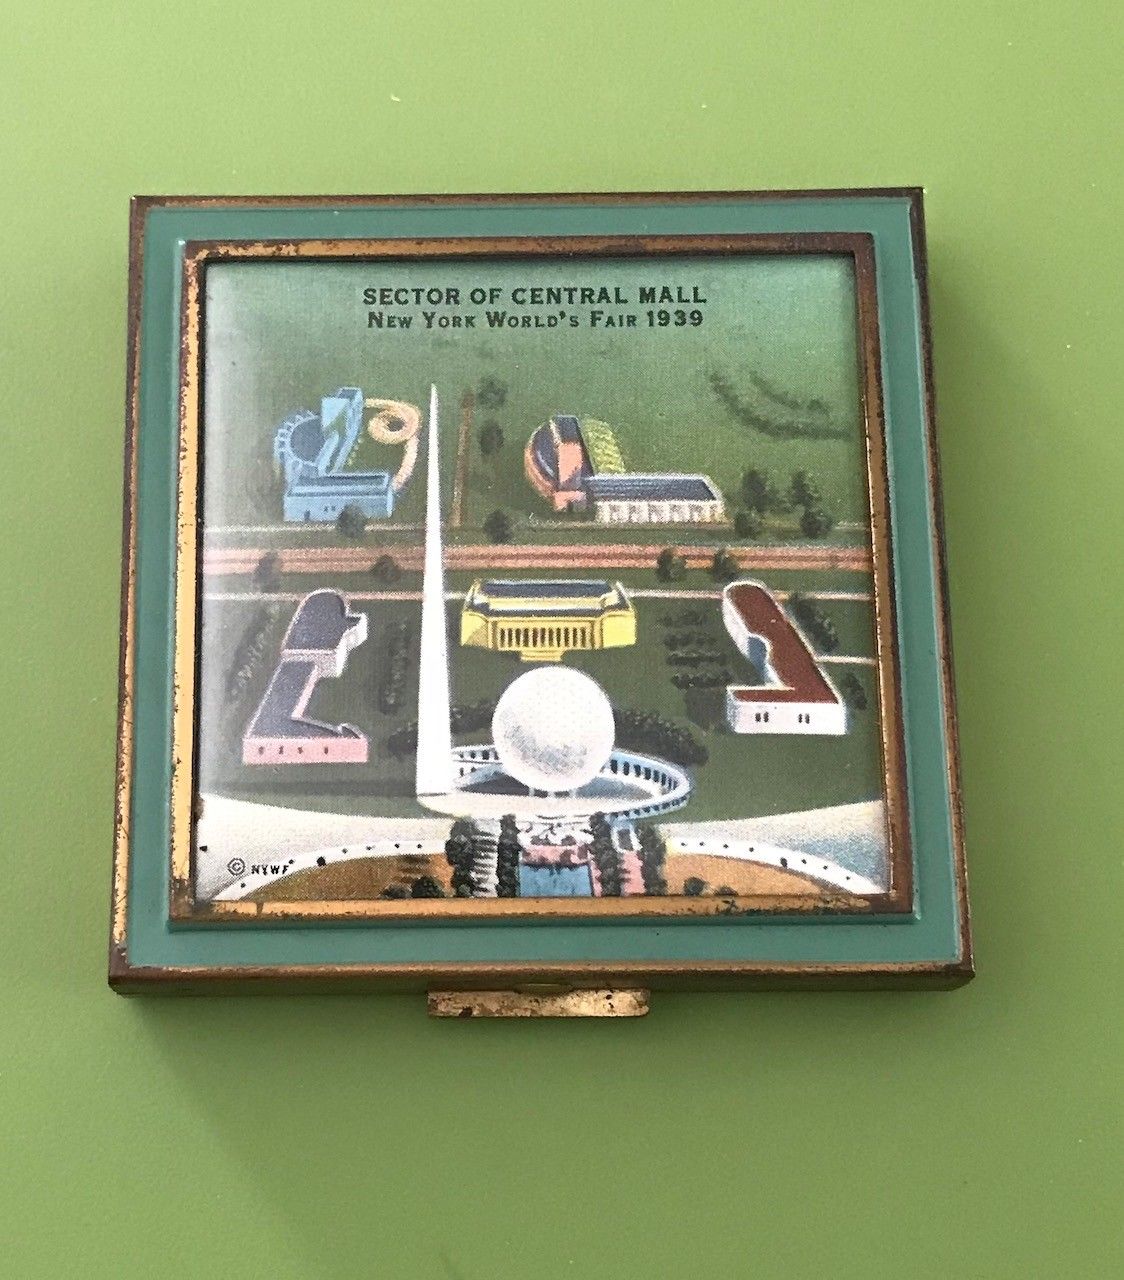 SECTOR OF CENTRAL MALL
NEW YORK WORLD'S FAIR 1939
© NYWF